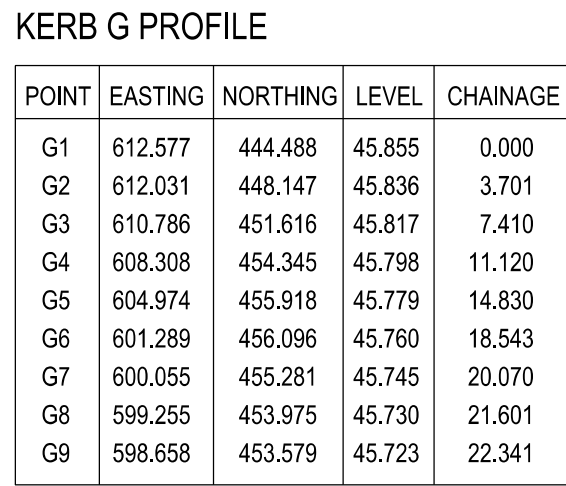 KERB G PROFILE
POINT EASTING NORTHING LEVEL CHAINAGE
G1 612.577 444.488 45.855 0.000
G2 612.031 448.147 45.836 3.701
G3 610.786 451.616 45.817 7.410
G4 608.308 454.345 45.798 11.120
G5 604.974 455.918 45.779 14.830
G6 601.289 456.096 45.760 18.543
G7 600.055 455.281 45.745 20.070
G8 599.255 453.975 45.730 21.601
G9 598.658 453.579 45.723 22.341